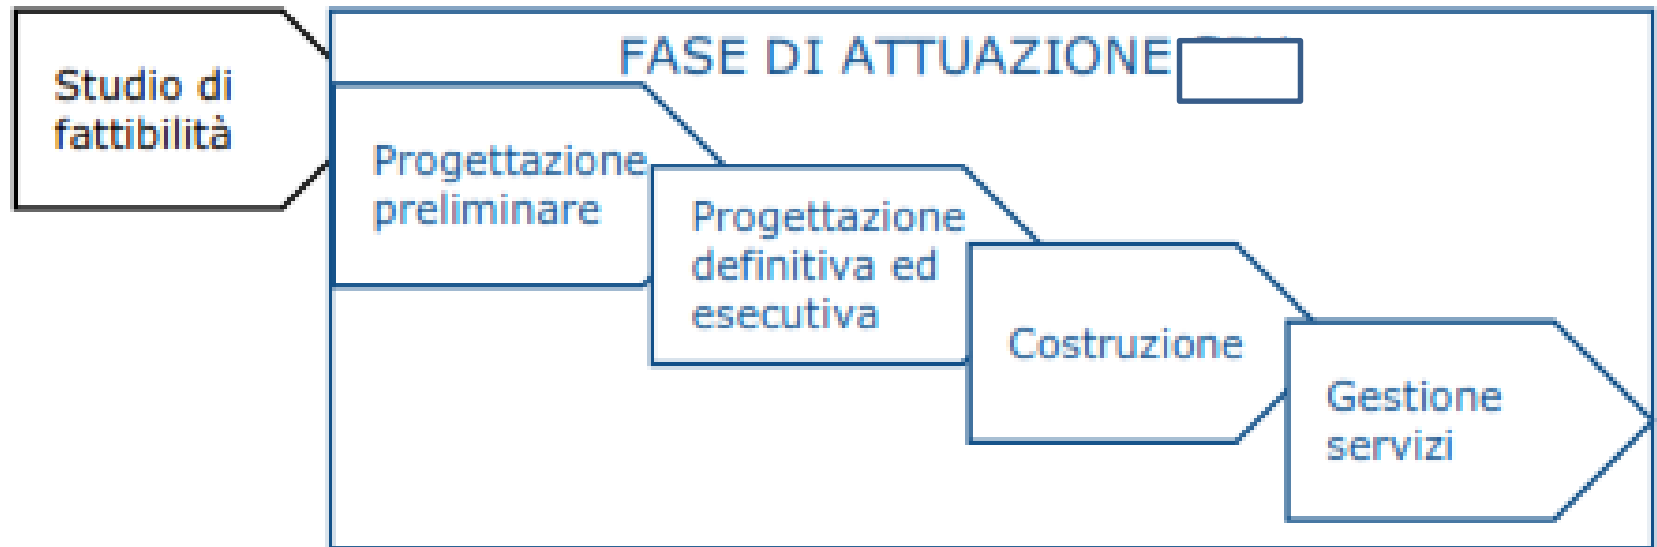 FASE DI ATTUAZIONE
Studio di
fattibilità
Progettazione
preliminare
Progettazione
definitiva ed
esecutiva
Costruzione
Gestione
servizi